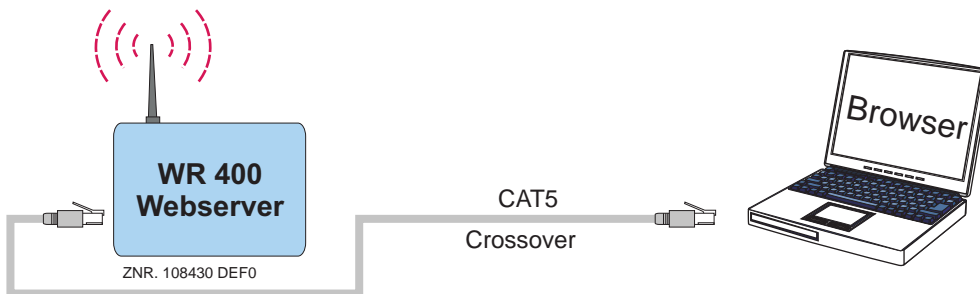 WR 400
Webserver
ZNR. 108430 DEF0
CAT5
Crossover
Browser